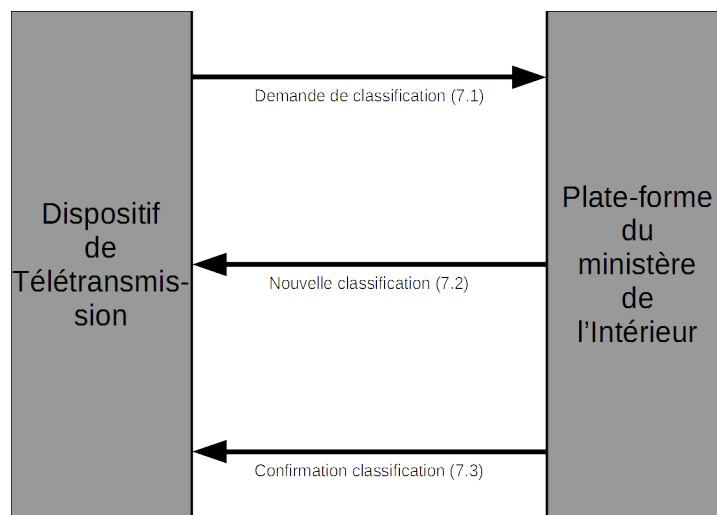 Demande de classification (7.1)
Dispositif
de
Télétransmis-
sion
Plate-forme
du
ministère
de
l’Intérieur
Nouvelle classification (7.2)
Confirmation classification (7.3)